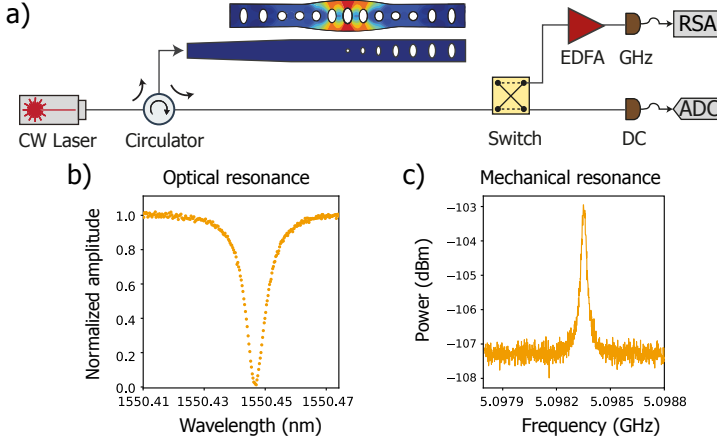 a)
RSA
EDFA
GHz
ADC
CW Laser
Circulator
Switch
DC
b)
Optical resonance
Normalized amplitude
1.0
0.8
0.6
0.4
0.2
0.0
1550.41
1550.43
1550.45
1550.47
Wavelength (nm)
c)
Mechanical resonance
Power (dBm)
−103
−104
−105
−106
−107
−108
5.0979
5.0982
5.0985
5.0988
Frequency (GHz)